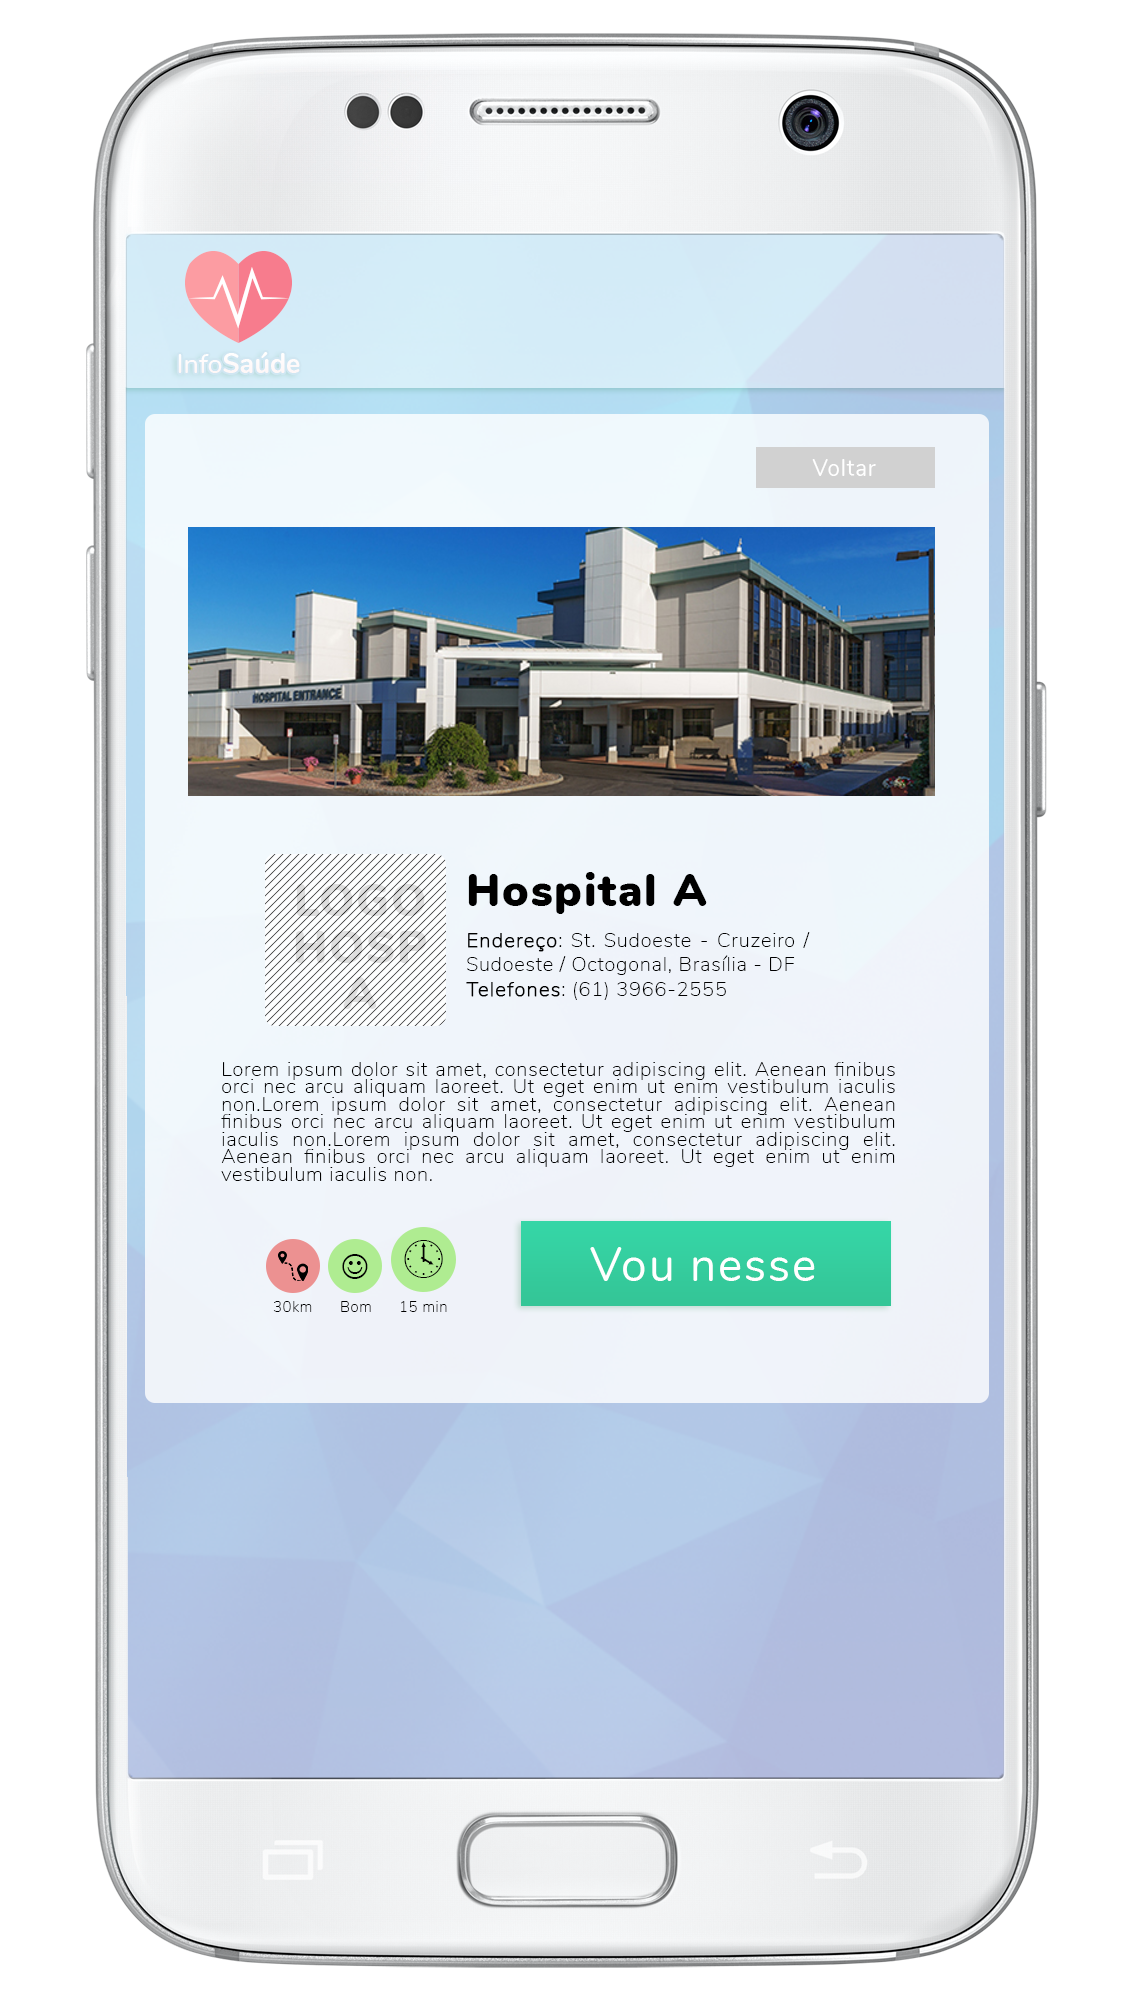 InfoSaúde
Voltar
HOSPITAL ENTRANCE
LOGO
HOSP
A
Hospital A
Endereço: St. Sudoeste - Cruzeiro /
Sudoeste / Octogonal, Brasília - DF
Telefones: (61) 3966-2555
Lorem ipsum dolor sit amet, consectetur adipiscing elit. Aenean finibus
orci nec arcu aliquam laoreet. Ut eget enim ut enim vestibulum iaculis
non.Lorem ipsum dolor sit amet, consectetur adipiscing elit. Aenean
finibus orci nec arcu aliquam laoreet. Ut eget enim ut enim vestibulum
iaculis non.Lorem ipsum dolor sit amet, consectetur adipiscing elit.
Aenean finibus orci nec arcu aliquam laoreet. Ut eget enim ut enim
vestibulum iaculis non.
30km
Bom
15 min
Vou nesse